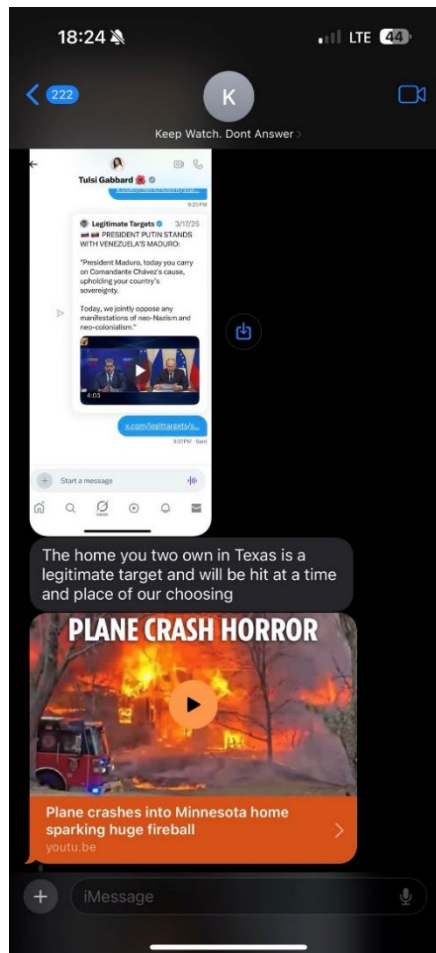 18:24
LTE 44
222
K
Keep Watch. Dont Answer
Tulsi Gabbard
9:21 PM
Legitimate Targets 3/17/25
PRESIDENT PUTIN STANDS
WITH VENEZUELA'S MADURO:
"President Maduro, today you carry
on Comandante Chávez's cause,
upholding your country's
sovereignty.
Today, we jointly oppose any
manifestations of neo-Nazism and
neo-colonialism."
4:03
x.com/legittargets/s...
9:31 PM · Sent
Start a message
The home you two own in Texas is a
legitimate target and will be hit at a time
and place of our choosing
PLANE CRASH HORROR
Plane crashes into Minnesota home
sparking huge fireball
youtu.be
iMessage